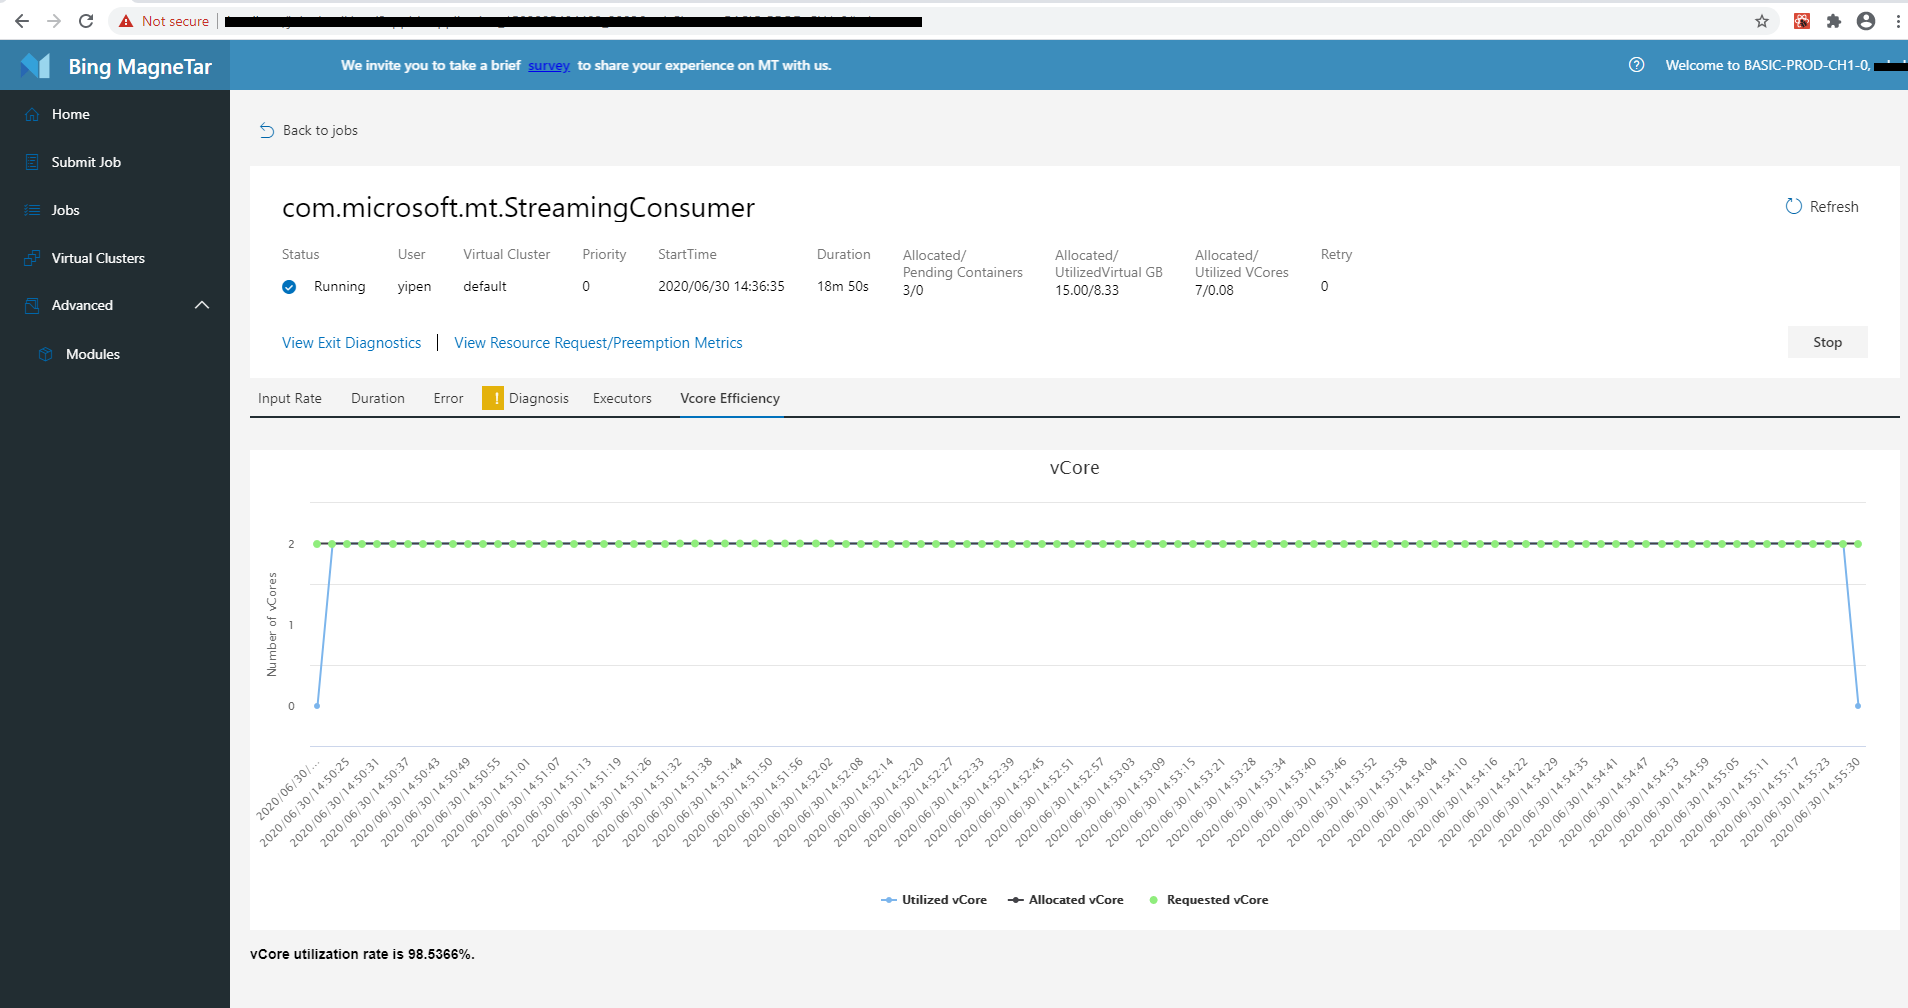 Not secure
Bing MagneTar
We invite you to take a brief survey to share your experience on MT with us.
Welcome to BASIC-PROD-CH1-0,
Home
Submit Job
Jobs
Virtual Clusters
Advanced
Modules
Back to jobs
com.microsoft.mt.StreamingConsumer
Refresh
Status User Virtual Cluster Priority StartTime Duration Allocated/ Allocated/ Allocated/ Retry
Pending Containers UtilizedVirtual GB Utilized VCores
Running yipen default 0 2020/06/30 14:36:35 18m 50s 3/0 15.00/8.33 7/0.08 0
View Exit Diagnostics | View Resource Request/Preemption Metrics
Stop
Input Rate Duration Error ! Diagnosis Executors Vcore Efficiency
vCore
Number of vCores
2
1
0
2020/06/30/...
2020/06/30/14:50:25
2020/06/30/14:50:31
2020/06/30/14:50:37
2020/06/30/14:50:43
2020/06/30/14:50:49
2020/06/30/14:50:55
2020/06/30/14:51:01
2020/06/30/14:51:07
2020/06/30/14:51:13
2020/06/30/14:51:19
2020/06/30/14:51:26
2020/06/30/14:51:32
2020/06/30/14:51:38
2020/06/30/14:51:44
2020/06/30/14:51:50
2020/06/30/14:51:56
2020/06/30/14:52:02
2020/06/30/14:52:08
2020/06/30/14:52:14
2020/06/30/14:52:20
2020/06/30/14:52:27
2020/06/30/14:52:33
2020/06/30/14:52:39
2020/06/30/14:52:45
2020/06/30/14:52:51
2020/06/30/14:52:57
2020/06/30/14:53:03
2020/06/30/14:53:09
2020/06/30/14:53:15
2020/06/30/14:53:21
2020/06/30/14:53:28
2020/06/30/14:53:34
2020/06/30/14:53:40
2020/06/30/14:53:46
2020/06/30/14:53:52
2020/06/30/14:53:58
2020/06/30/14:54:04
2020/06/30/14:54:10
2020/06/30/14:54:16
2020/06/30/14:54:22
2020/06/30/14:54:29
2020/06/30/14:54:35
2020/06/30/14:54:41
2020/06/30/14:54:47
2020/06/30/14:54:53
2020/06/30/14:54:59
2020/06/30/14:55:05
2020/06/30/14:55:11
2020/06/30/14:55:17
2020/06/30/14:55:23
2020/06/30/14:55:30
Utilized vCore Allocated vCore Requested vCore
vCore utilization rate is 98.5366%.